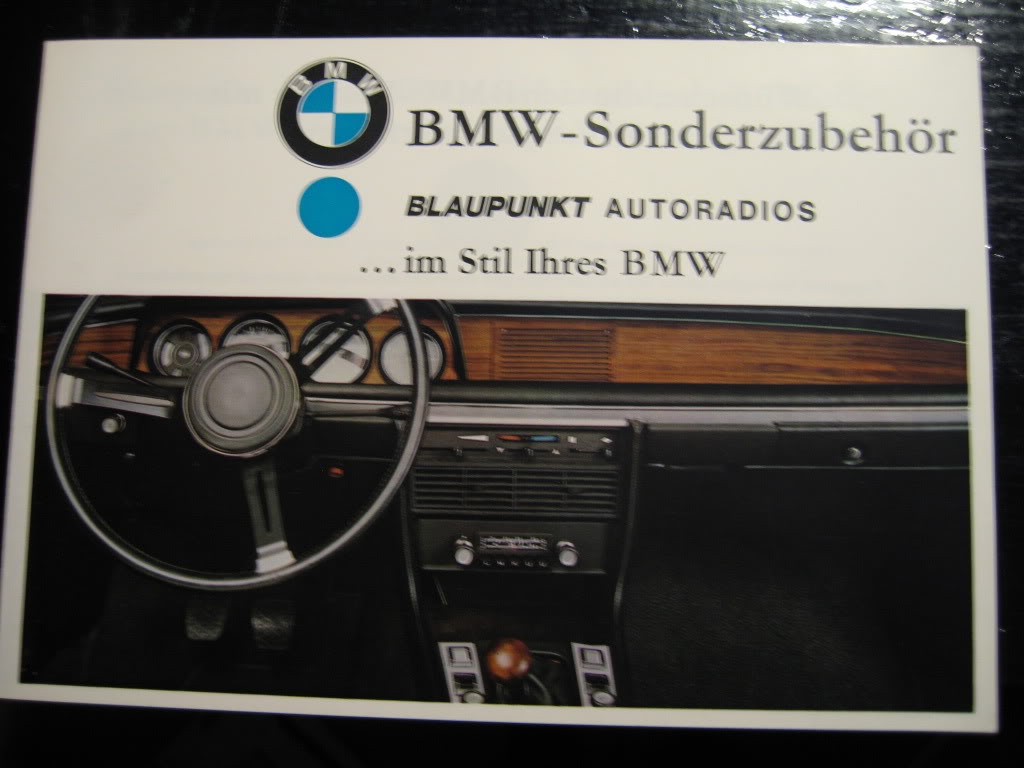 BMW
BMW-Sonderzubehör
BLAUPUNKT AUTORADIOS
...im Stil Ihres BMW